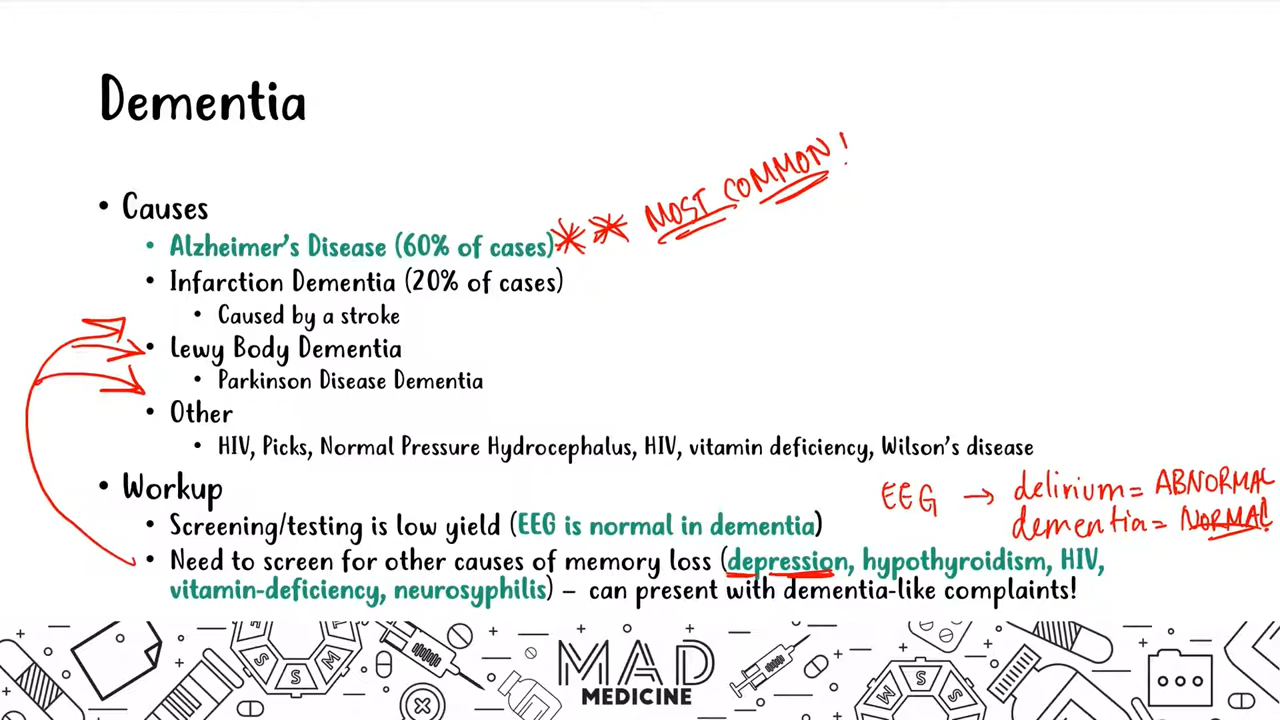 Dementia
• Causes
• Alzheimer's Disease (60% of cases)
MOST COMMON!
• Infarction Dementia (20% of cases)
• Caused by a stroke
• Lewy Body Dementia
• Parkinson Disease Dementia
• Other
• HIV, Picks, Normal Pressure Hydrocephalus, HIV, vitamin deficiency, Wilson's disease
• Workup
EEG → delirium = ABNORMAL
dementia = NORMAL!
• Screening/testing is low yield (EEG is normal in dementia)
• Need to screen for other causes of memory loss (depression, hypothyroidism, HIV,
vitamin-deficiency, neurosyphilis) – can present with dementia-like complaints!
S S M
MAD
MEDICINE
M S S